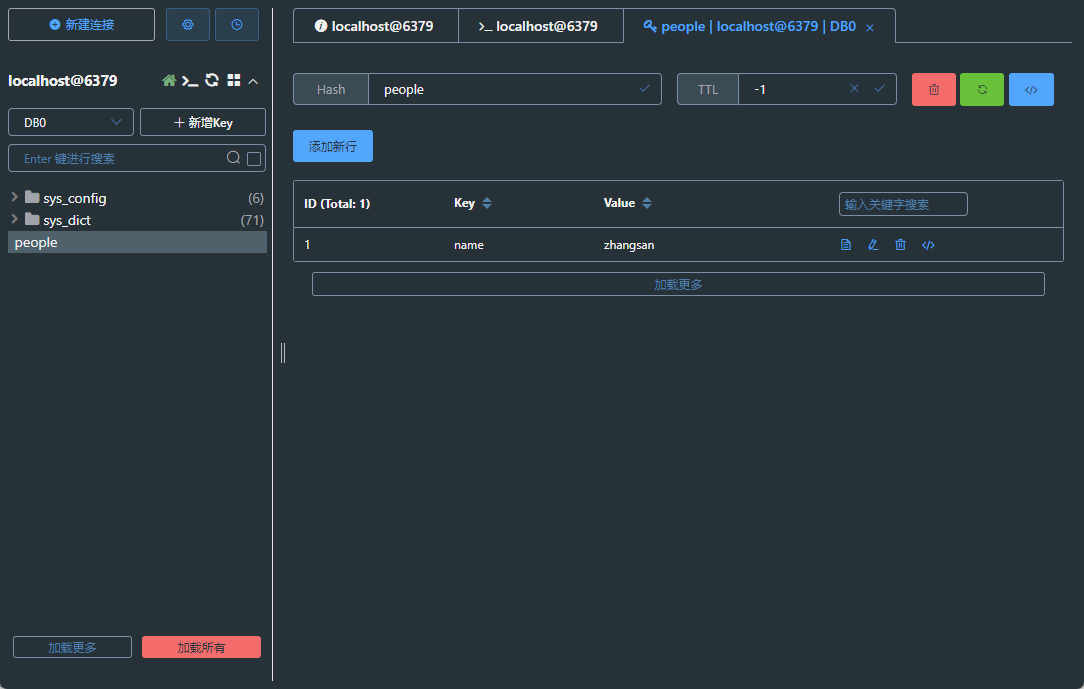 新建连接
localhost@6379
DB0
新增Key
Enter 键进行搜索
sys_config (6)
sys_dict (71)
people
加载更多 加载所有
localhost@6379 >_ localhost@6379 people | localhost@6379 | DB0 ×
Hash people TTL -1
添加新行
ID (Total: 1) Key Value 输入关键字搜索
1 name zhangsan
加载更多